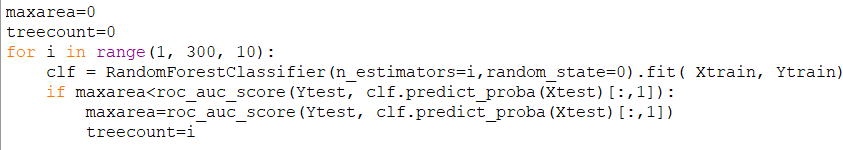 maxarea=0
treecount=0
for i in range(1, 300, 10):
    clf = RandomForestClassifier(n_estimators=i,random_state=0).fit( Xtrain, Ytrain)
    if maxarea<roc_auc_score(Ytest, clf.predict_proba(Xtest)[:,1]):
        maxarea=roc_auc_score(Ytest, clf.predict_proba(Xtest)[:,1])
        treecount=i